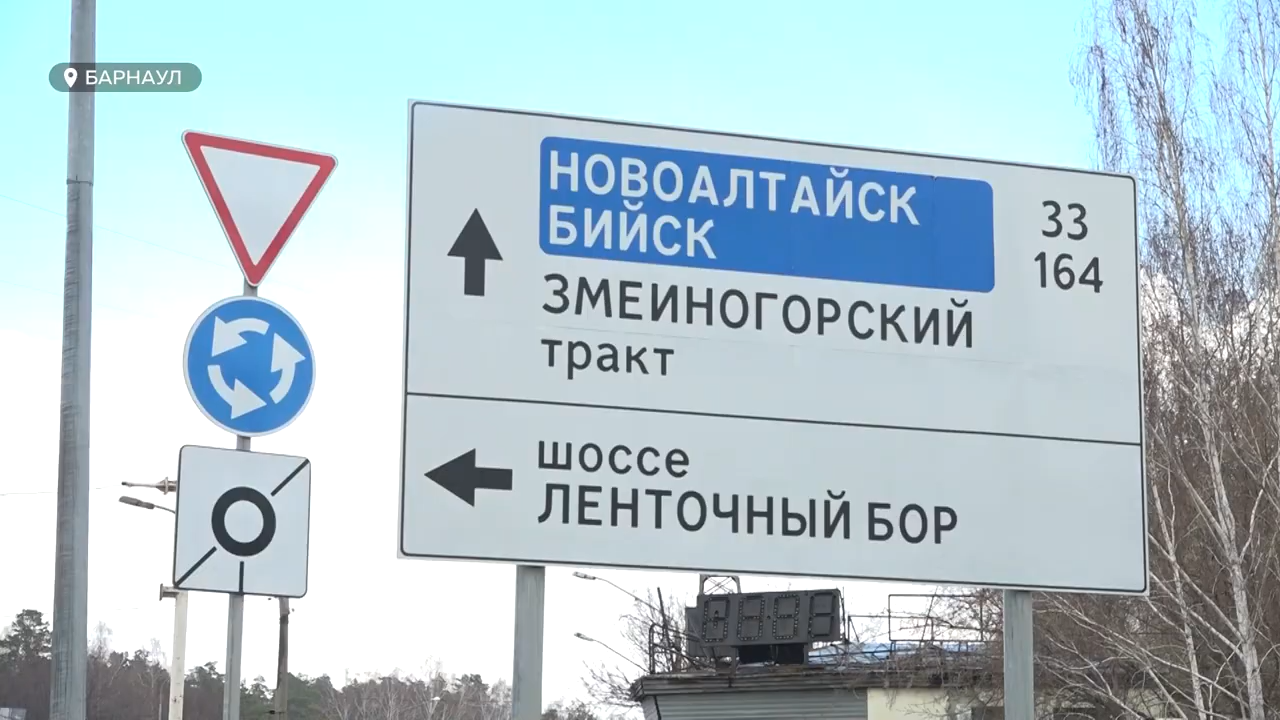 БАРНАУЛ
НОВОАЛТАЙСК 33
БИЙСК 164
ЗМЕИНОГОРСКИЙ
тракт
шоссе
ЛЕНТОЧНЫЙ БОР